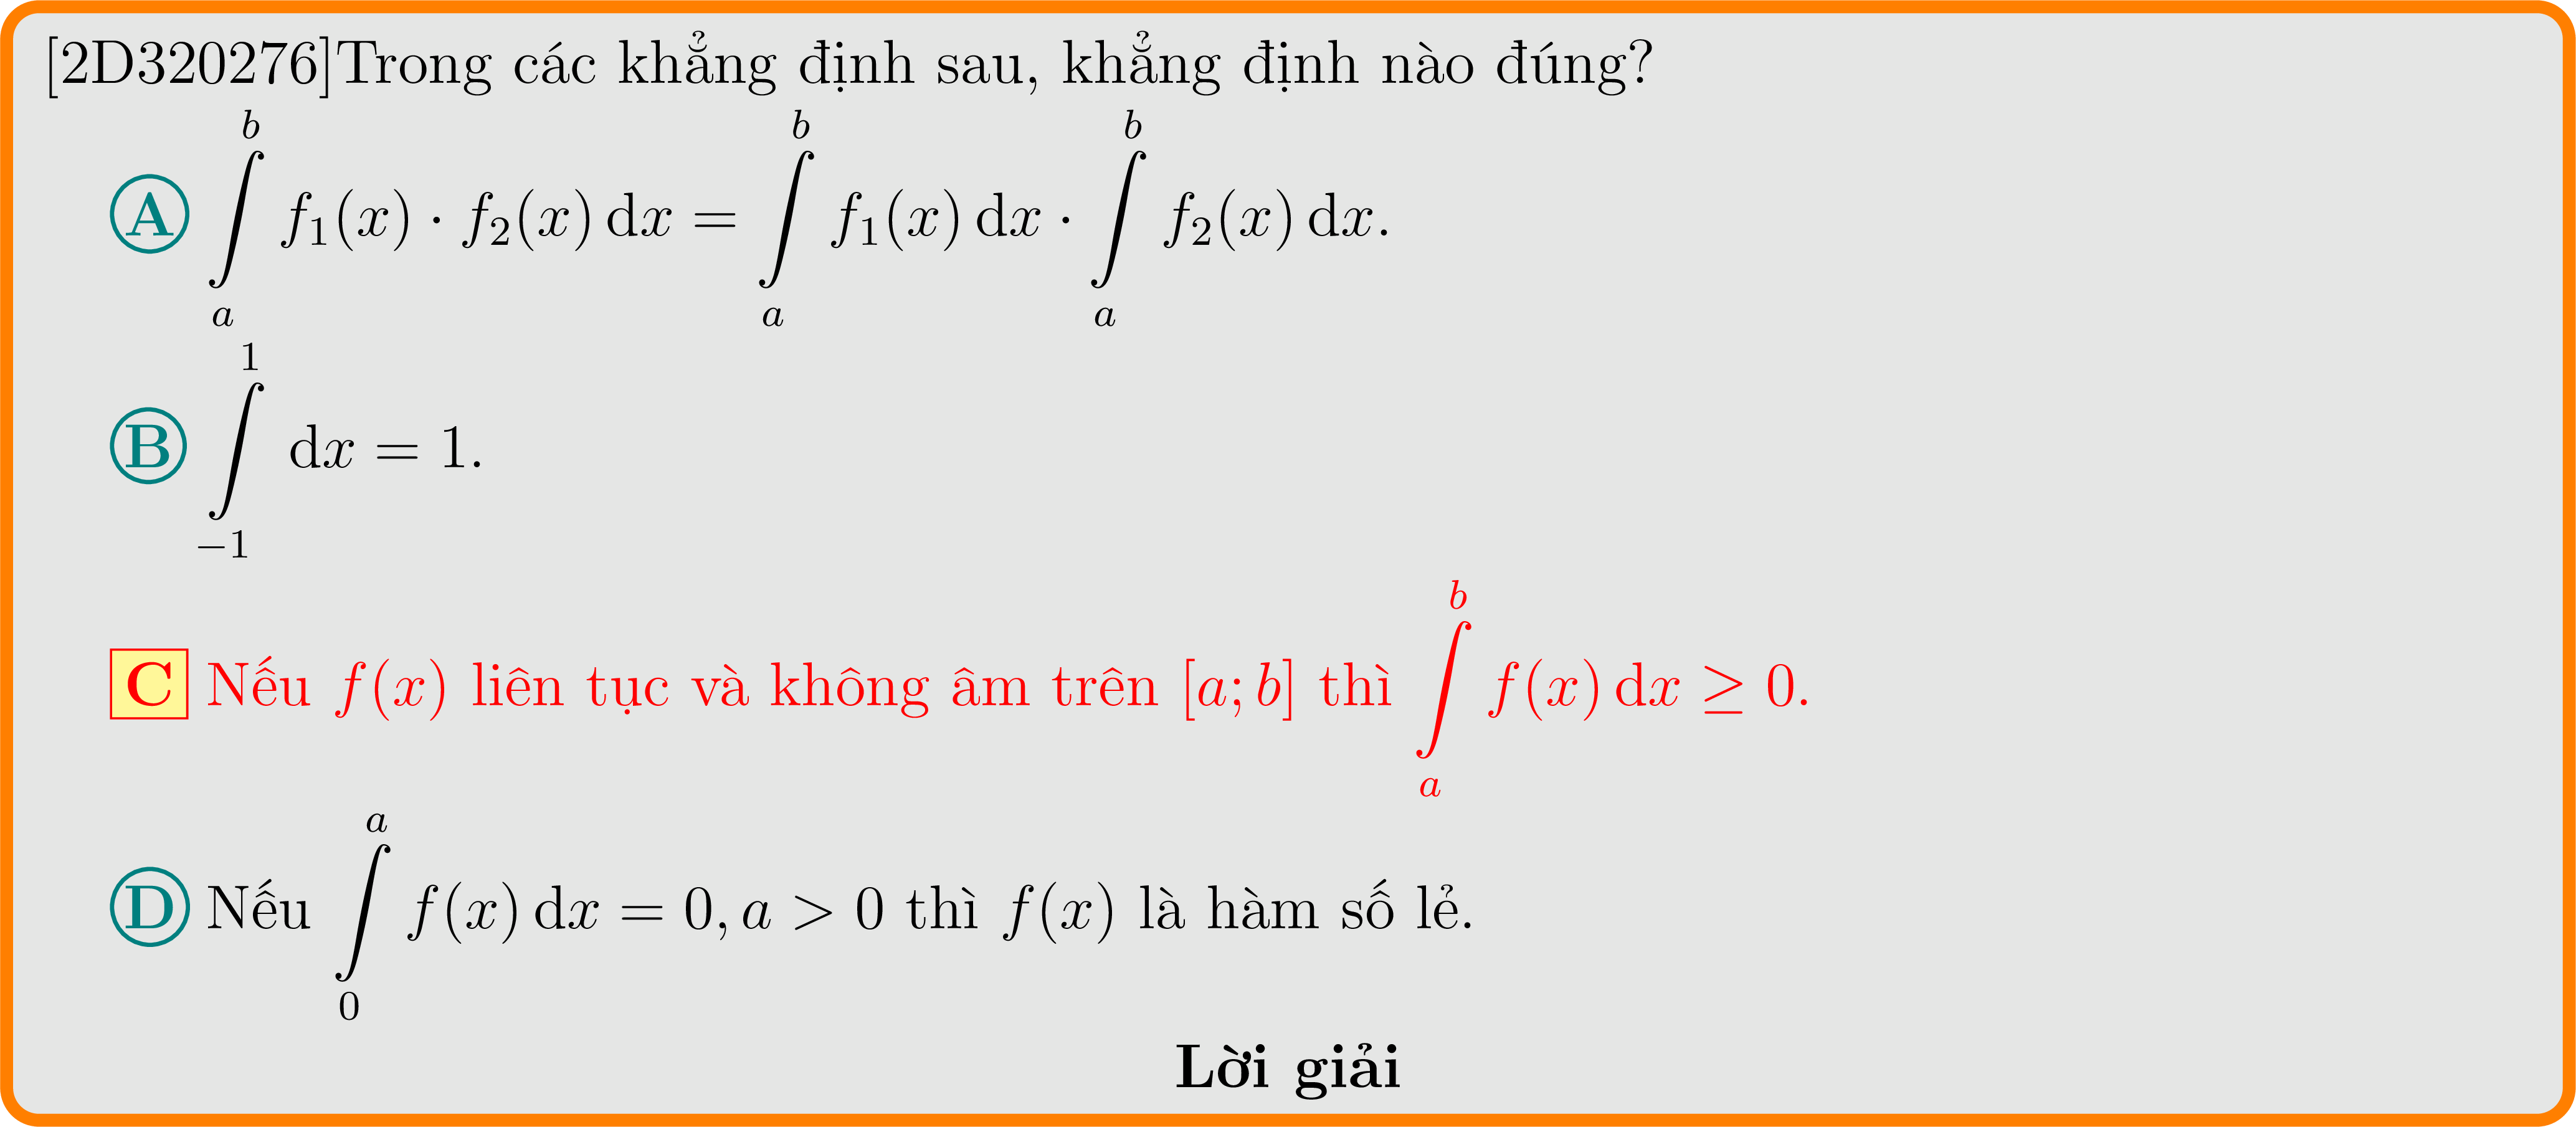 [2D320276]Trong các khẳng định sau, khẳng định nào đúng?
A $\int\limits_a^b f_1(x) \cdot f_2(x)\,\mathrm{d}x = \int\limits_a^b f_1(x)\,\mathrm{d}x \cdot \int\limits_a^b f_2(x)\,\mathrm{d}x.$
B $\int\limits_{-1}^1 \mathrm{d}x = 1.$
C Nếu $f(x)$ liên tục và không âm trên $[a; b]$ thì $\int\limits_a^b f(x)\,\mathrm{d}x \geq 0.$
D Nếu $\int\limits_0^a f(x)\,\mathrm{d}x = 0, a > 0$ thì $f(x)$ là hàm số lẻ.
Lời giải